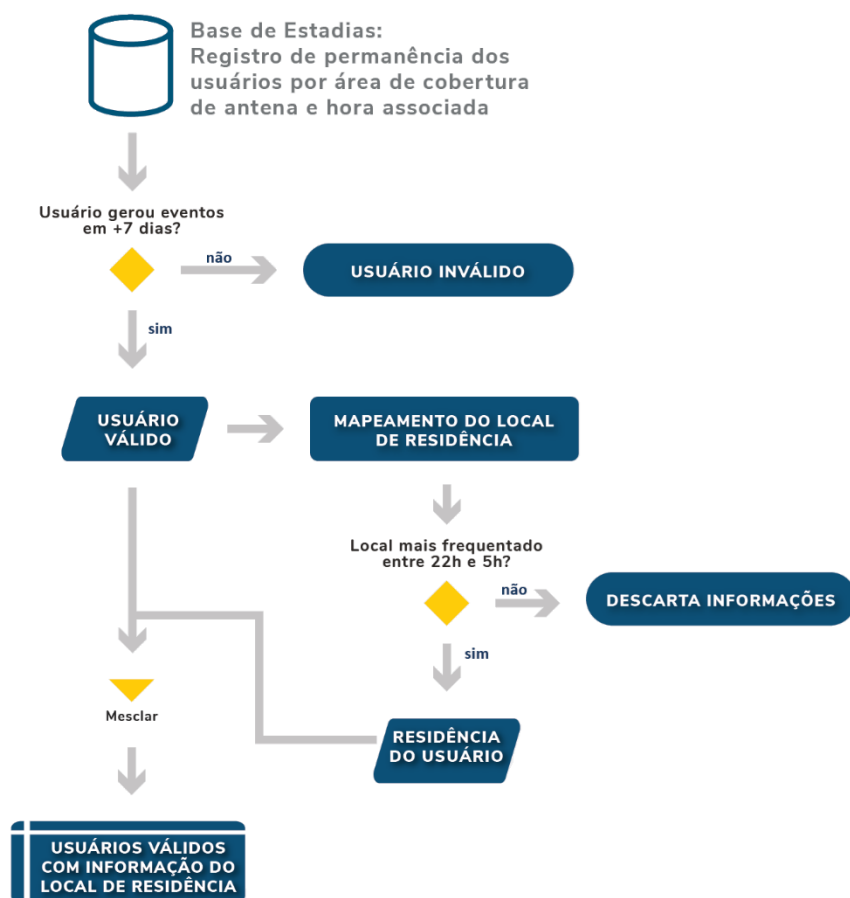 Base de Estadias:
Registro de permanência dos
usuários por área de cobertura
de antena e hora associada
Usuário gerou eventos
em +7 dias?
não
USUÁRIO INVÁLIDO
sim
USUÁRIO
VÁLIDO
MAPEAMENTO DO LOCAL
DE RESIDÊNCIA
Local mais frequentado
entre 22h e 5h?
não
DESCARTA INFORMAÇÕES
sim
Mesclar
RESIDÊNCIA
DO USUÁRIO
USUÁRIOS VÁLIDOS
COM INFORMAÇÃO DO
LOCAL DE RESIDÊNCIA